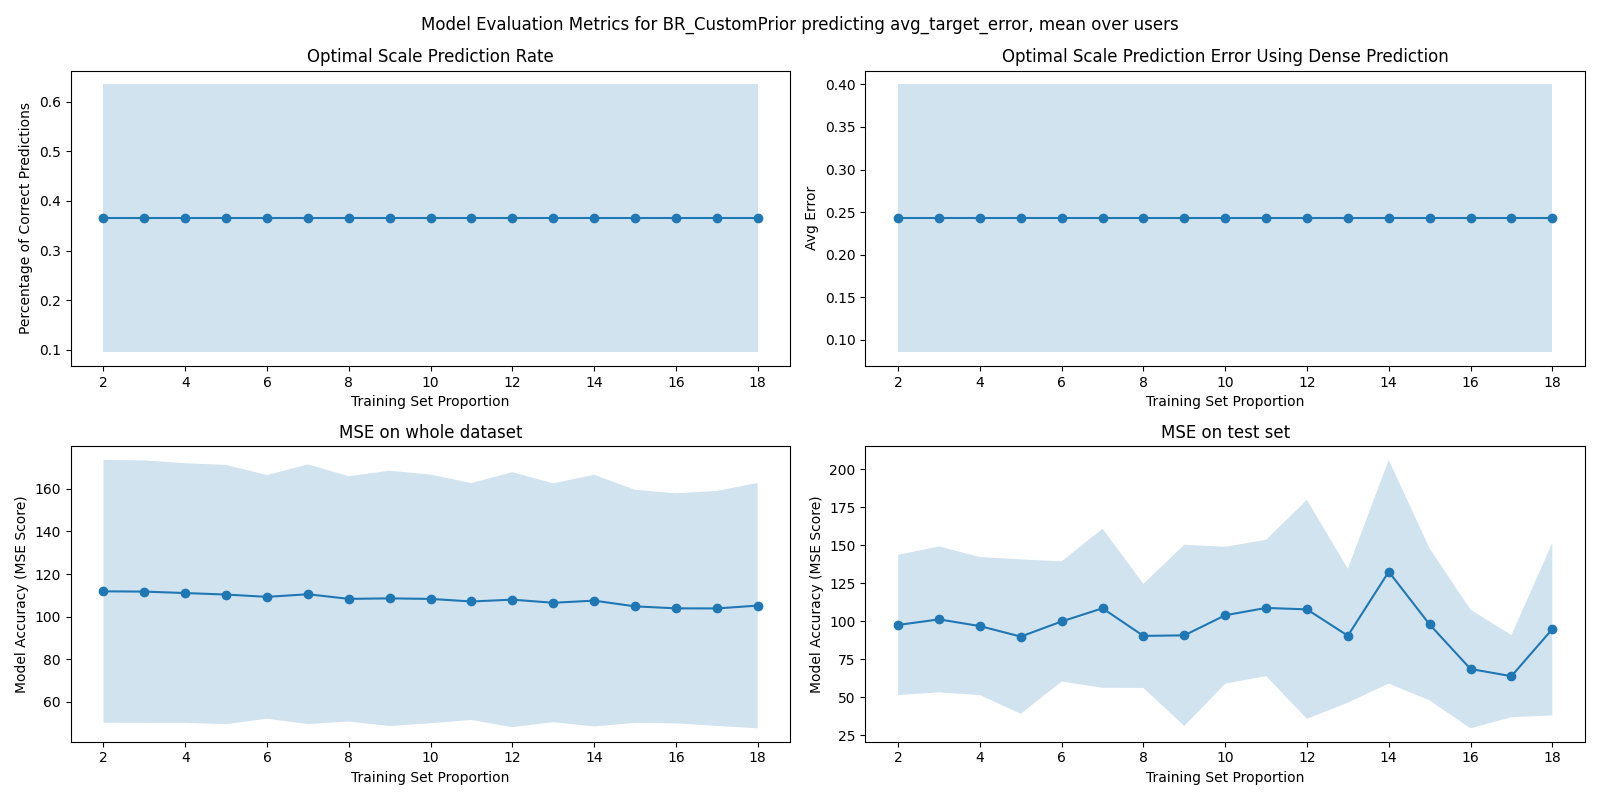 Model Evaluation Metrics for BR_CustomPrior predicting avg_target_error, mean over users
Optimal Scale Prediction Rate
Percentage of Correct Predictions
0.6
0.5
0.4
0.3
0.2
0.1
2 4 6 8 10 12 14 16 18
Training Set Proportion
Optimal Scale Prediction Error Using Dense Prediction
Avg Error
0.40
0.35
0.30
0.25
0.20
0.15
0.10
2 4 6 8 10 12 14 16 18
Training Set Proportion
MSE on whole dataset
Model Accuracy (MSE Score)
160
140
120
100
80
60
2 4 6 8 10 12 14 16 18
Training Set Proportion
MSE on test set
Model Accuracy (MSE Score)
200
175
150
125
100
75
50
25
2 4 6 8 10 12 14 16 18
Training Set Proportion